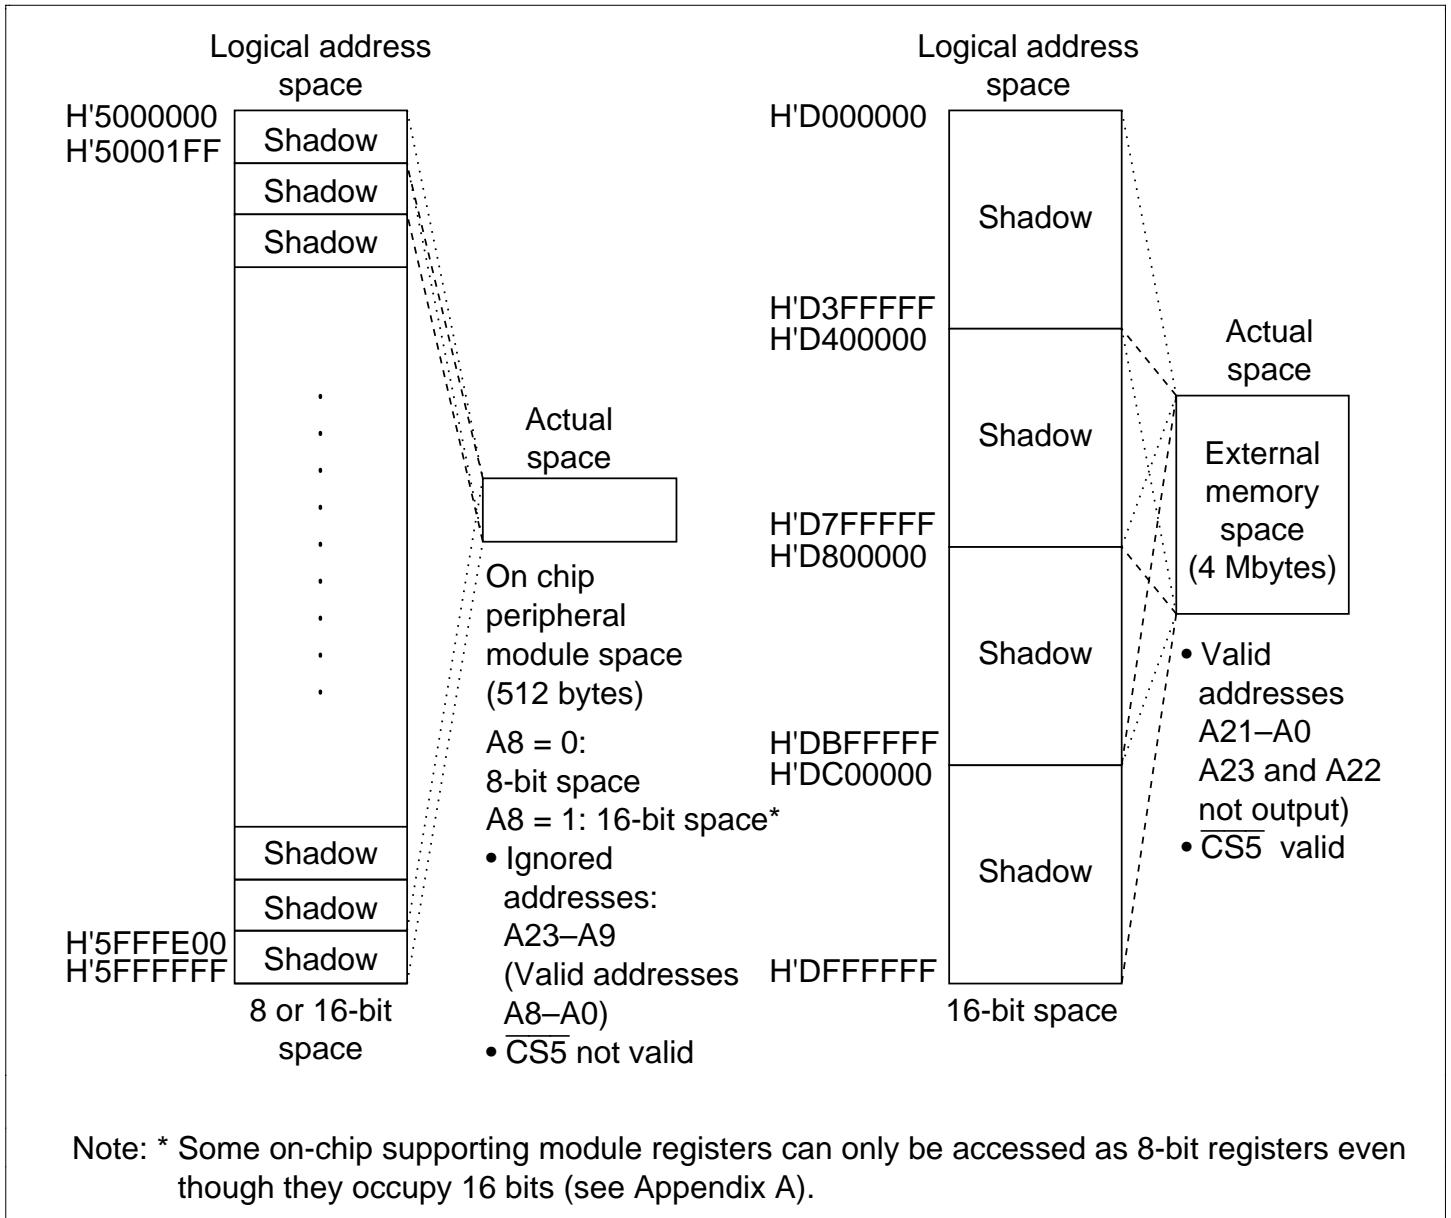 Logical address
space
H'5000000
H'50001FF
Shadow
Shadow
Shadow
Shadow
Shadow
H'5FFFE00
H'5FFFFFF
Shadow
8 or 16-bit
space
Actual
space
On chip
peripheral
module space
(512 bytes)
A8 = 0:
8-bit space
A8 = 1: 16-bit space*
• Ignored
addresses:
A23–A9
(Valid addresses
A8–A0)
• CS5 not valid
Logical address
space
H'D000000
Shadow
H'D3FFFFF
H'D400000
Shadow
H'D7FFFFF
H'D800000
Shadow
H'DBFFFFF
H'DC00000
Shadow
H'DFFFFFF
16-bit space
Actual
space
External
memory
space
(4 Mbytes)
• Valid
addresses
A21–A0
A23 and A22
not output)
• CS5 valid
Note: * Some on-chip supporting module registers can only be accessed as 8-bit registers even
though they occupy 16 bits (see Appendix A).